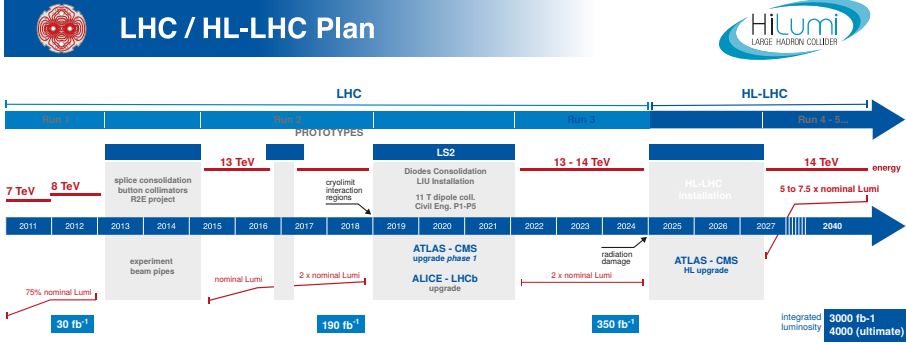 LHC / HL-LHC Plan
HiLumi
LARGE HADRON COLLIDER
LHC
HL-LHC
Run 1
Run 2
Run 3
Run 4 - 5...
PROTOTYPES
LS2
7 TeV
8 TeV
splice consolidation
button collimators
R2E project
13 TeV
cryolimit
interaction
regions
Diodes Consolidation
LIU Installation
11 T dipole coll.
Civil Eng. P1-P5
13 - 14 TeV
HL-LHC
installation
14 TeV
energy
5 to 7.5 x nominal Lumi
2011
2012
2013
2014
2015
2016
2017
2018
2019
2020
2021
2022
2023
2024
2025
2026
2027
2040
experiment
beam pipes
75% nominal Lumi
nominal Lumi
2 x nominal Lumi
ATLAS - CMS
upgrade phase 1
ALICE - LHCb
upgrade
2 x nominal Lumi
radiation
damage
ATLAS - CMS
HL upgrade
30 fb-1
190 fb-1
350 fb-1
integrated
luminosity
3000 fb-1
4000 (ultimate)